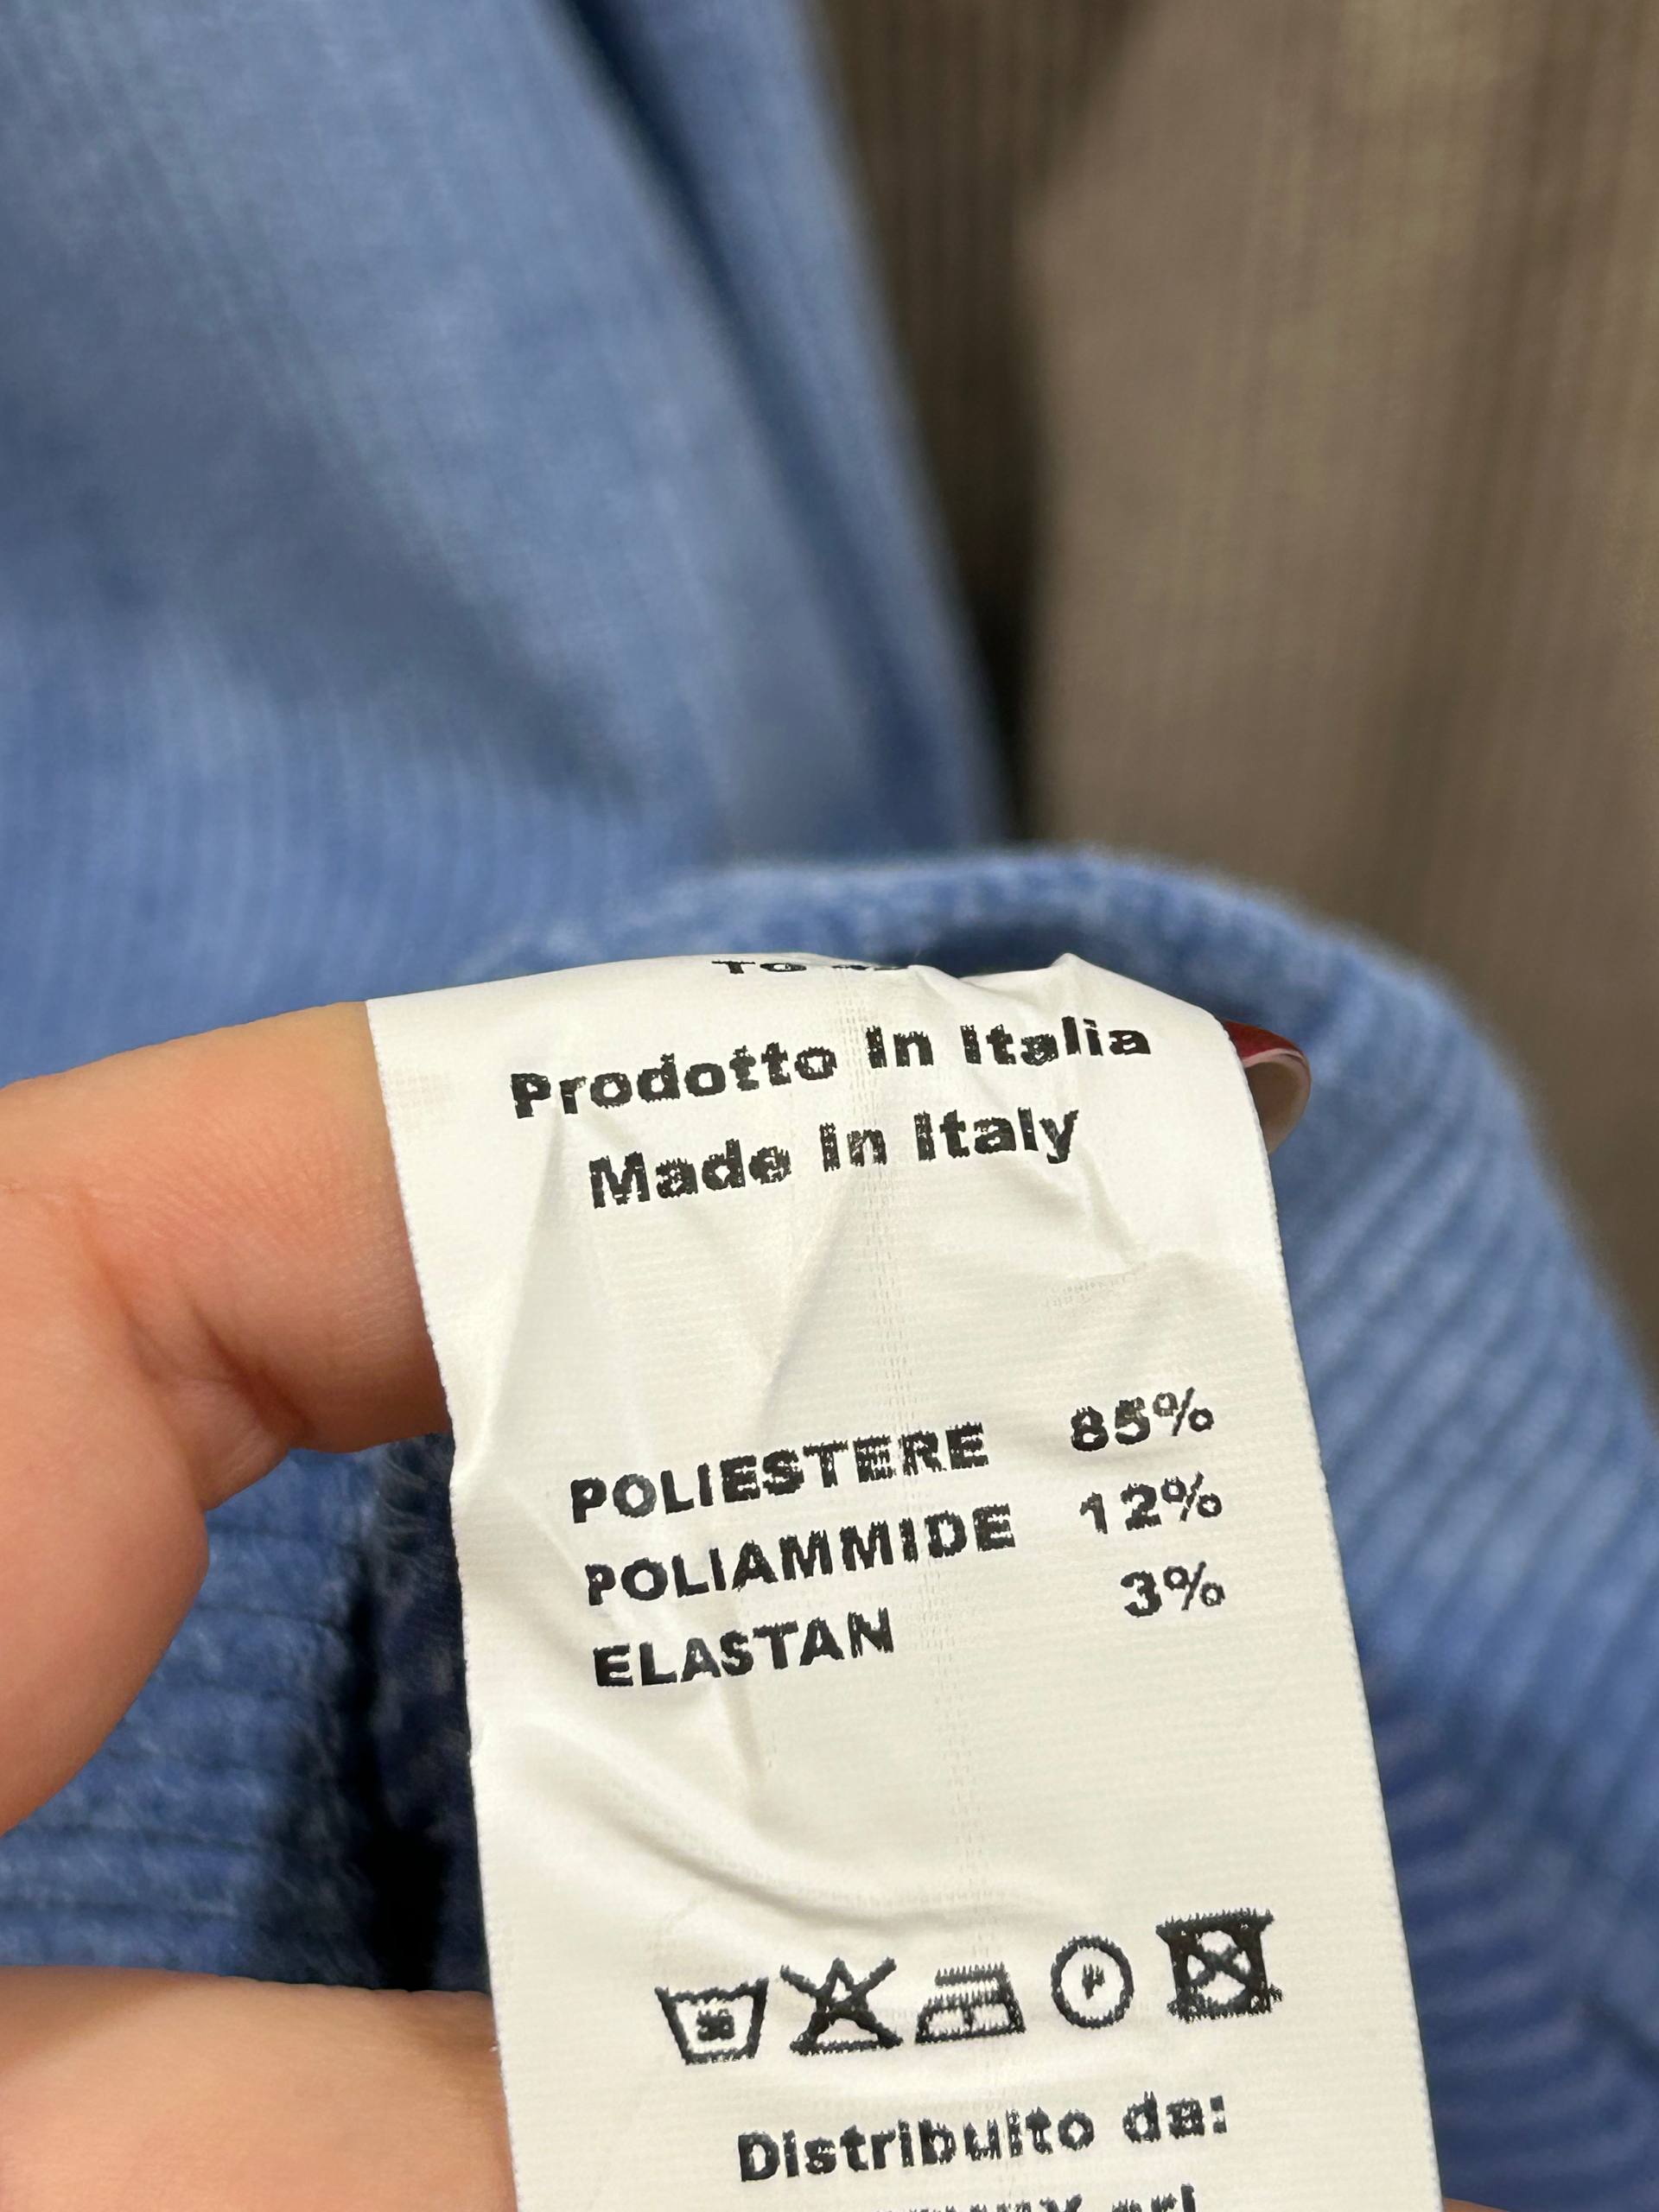 Prodotto In Italia
Made In Italy
POLIESTERE 85%
POLIAMMIDE 12%
ELASTAN 3%
P
Distribuito da: